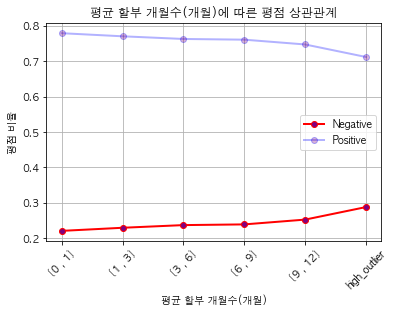 평균 할부 개월수(개월)에 따른 평점 상관관계
0.8
0.7
0.6
0.5
0.4
0.3
0.2
평점 비율
Negative
Positive
(0 , 1)
(1 , 3)
(3 , 6)
(6 , 9)
(9 , 12)
hgh_outlier
평균 할부 개월수(개월)